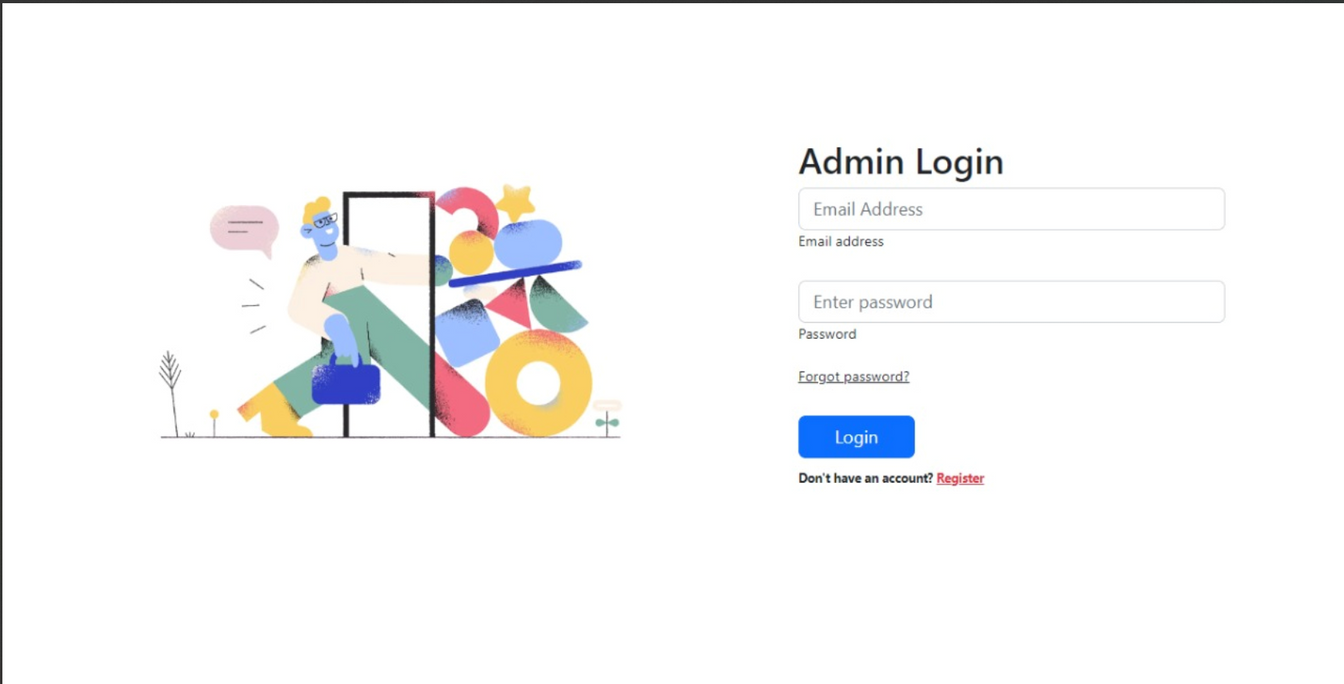 Admin Login
Email Address
Email address
Enter password
Password
Forgot password?
Login
Don't have an account? Register